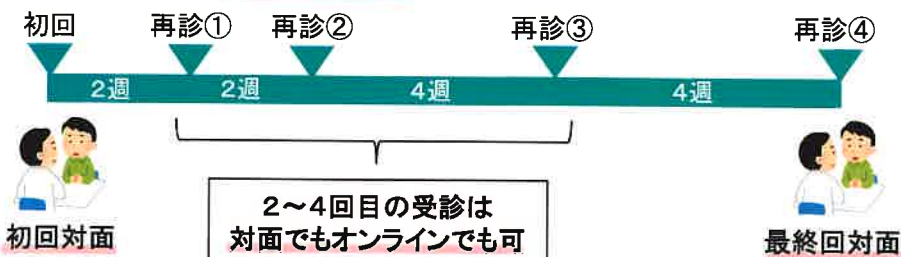 初回 再診① 再診② 再診③ 再診④
2週 2週 4週 4週
2～4回目の受診は
対面でもオンラインでも可
初回対面 最終回対面